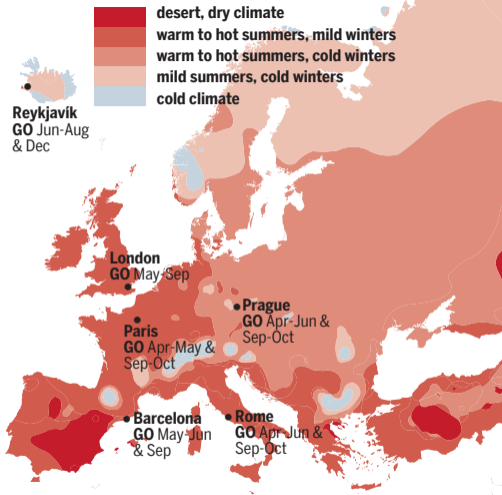 desert, dry climate
warm to hot summers, mild winters
warm to hot summers, cold winters
mild summers, cold winters
cold climate
Reykjavík
GO Jun-Aug
& Dec
London
GO May-Sep
Prague
GO Apr-Jun &
Sep-Oct
Paris
GO Apr-May &
Sep-Oct
Barcelona
GO May-Jun
& Sep
Rome
GO Apr-Jun &
Sep-Oct